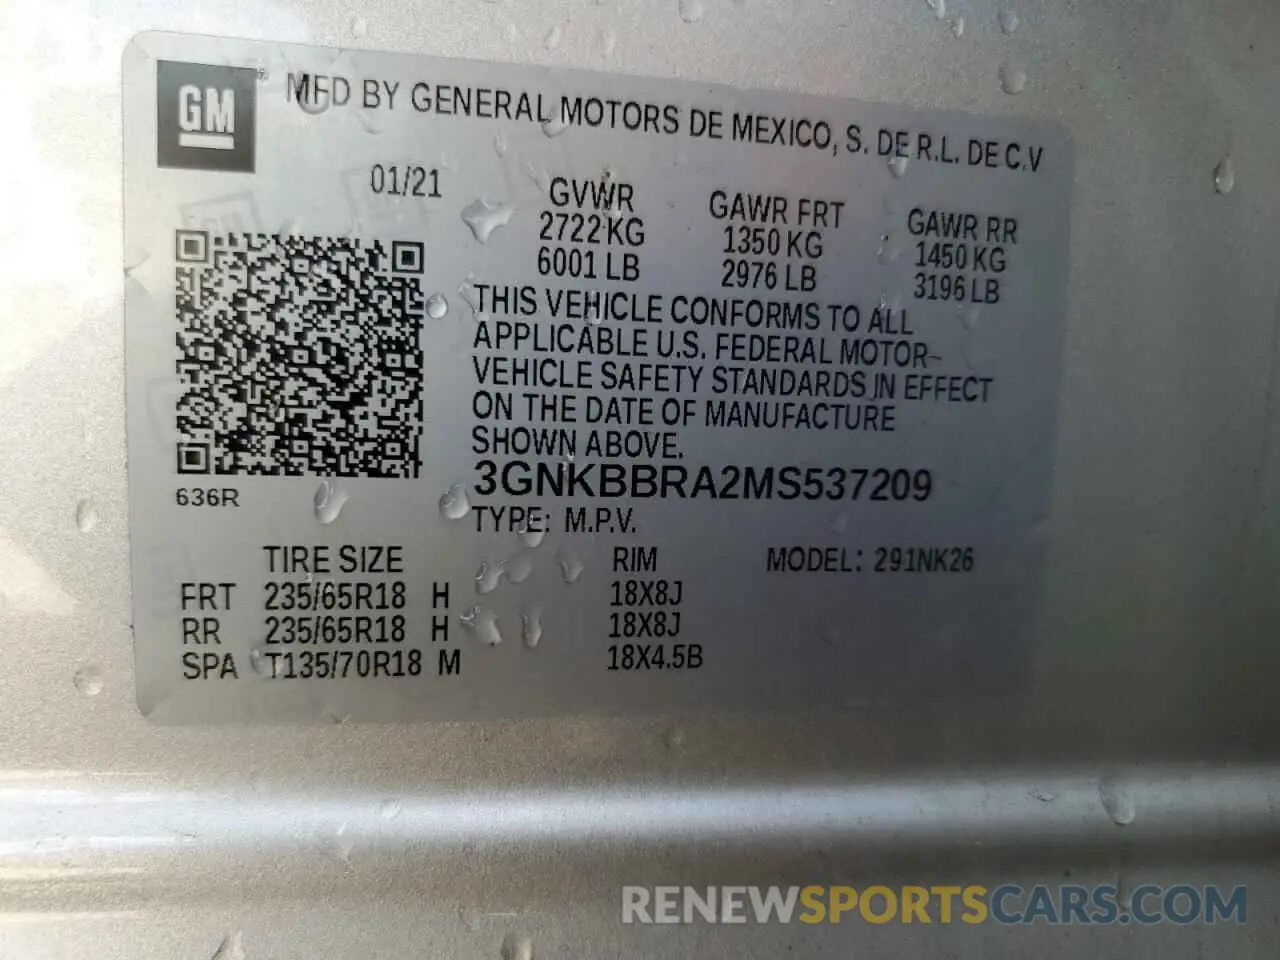 GM
MFD BY GENERAL MOTORS DE MEXICO, S. DE R.L. DE C.V
01/21
GVWR GAWR FRT GAWR RR
2722 KG 1350 KG 1450 KG
6001 LB 2976 LB 3196 LB
THIS VEHICLE CONFORMS TO ALL
APPLICABLE U.S. FEDERAL MOTOR
VEHICLE SAFETY STANDARDS IN EFFECT
ON THE DATE OF MANUFACTURE
SHOWN ABOVE.
3GNKBBRA2MS537209
636R
TYPE: M.P.V.
TIRE SIZE RIM MODEL: 291NK26
FRT 235/65R18 H 18X8J
RR 235/65R18 H 18X8J
SPA T135/70R18 M 18X4.5B
RENEWSPORTSCARS.COM